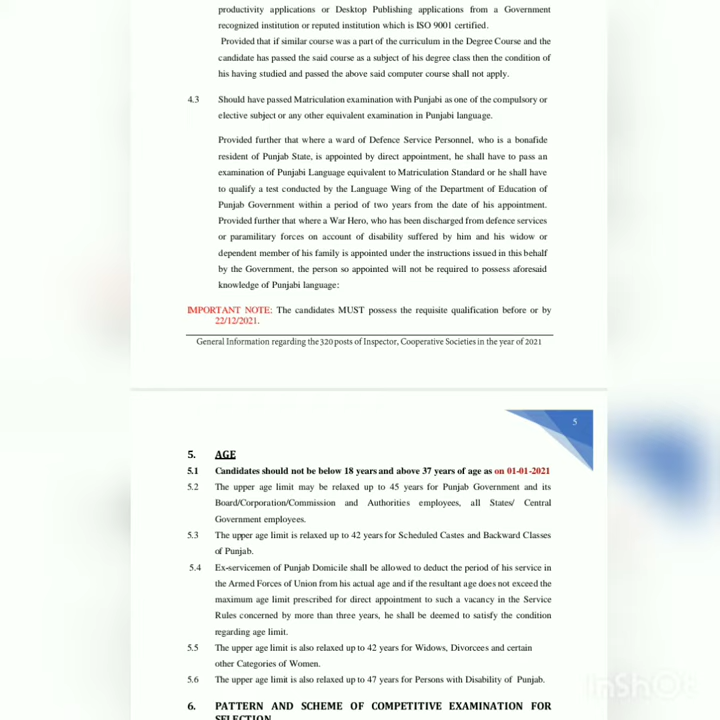 productivity applications or Desktop Publishing applications from a Government
recognized institution or reputed institution which is ISO 9001 certified.
Provided that if similar course was a part of the curriculum in the Degree Course and the
candidate has passed the said course as a subject of his degree class then the condition of
his having studied and passed the above said computer course shall not apply.
4.3 Should have passed Matriculation examination with Punjabi as one of the compulsory or
elective subject or any other equivalent examination in Punjabi language.
Provided further that where a ward of Defence Service Personnel, who is a bonafide
resident of Punjab State, is appointed by direct appointment, he shall have to pass an
examination of Punjabi Language equivalent to Matriculation Standard or he shall have
to qualify a test conducted by the Language Wing of the Department of Education of
Punjab Government within a period of two years from the date of his appointment.
Provided further that where a War Hero, who has been discharged from defence services
or paramilitary forces on account of disability suffered by him and his widow or
dependent member of his family is appointed under the instructions issued in this behalf
by the Government, the person so appointed will not be required to possess aforesaid
knowledge of Punjabi language:
IMPORTANT NOTE: The candidates MUST possess the requisite qualification before or by
22/12/2021.
General Information regarding the 320 posts of Inspector, Cooperative Societies in the year of 2021
5
5. AGE
5.1 Candidates should not be below 18 years and above 37 years of age as on 01-01-2021
5.2 The upper age limit may be relaxed up to 45 years for Punjab Government and its
Board/Corporation/Commission and Authorities employees, all States/ Central
Government employees.
5.3 The upper age limit is relaxed up to 42 years for Scheduled Castes and Backward Classes
of Punjab.
5.4 Ex-servicemen of Punjab Domicile shall be allowed to deduct the period of his service in
the Armed Forces of Union from his actual age and if the resultant age does not exceed the
maximum age limit prescribed for direct appointment to such a vacancy in the Service
Rules concerned by more than three years, he shall be deemed to satisfy the condition
regarding age limit.
5.5 The upper age limit is also relaxed up to 42 years for Widows, Divorcees and certain
other Categories of Women.
5.6 The upper age limit is also relaxed up to 47 years for Persons with Disability of Punjab.
6. PATTERN AND SCHEME OF COMPETITIVE EXAMINATION FOR
SELECTION
InShOt